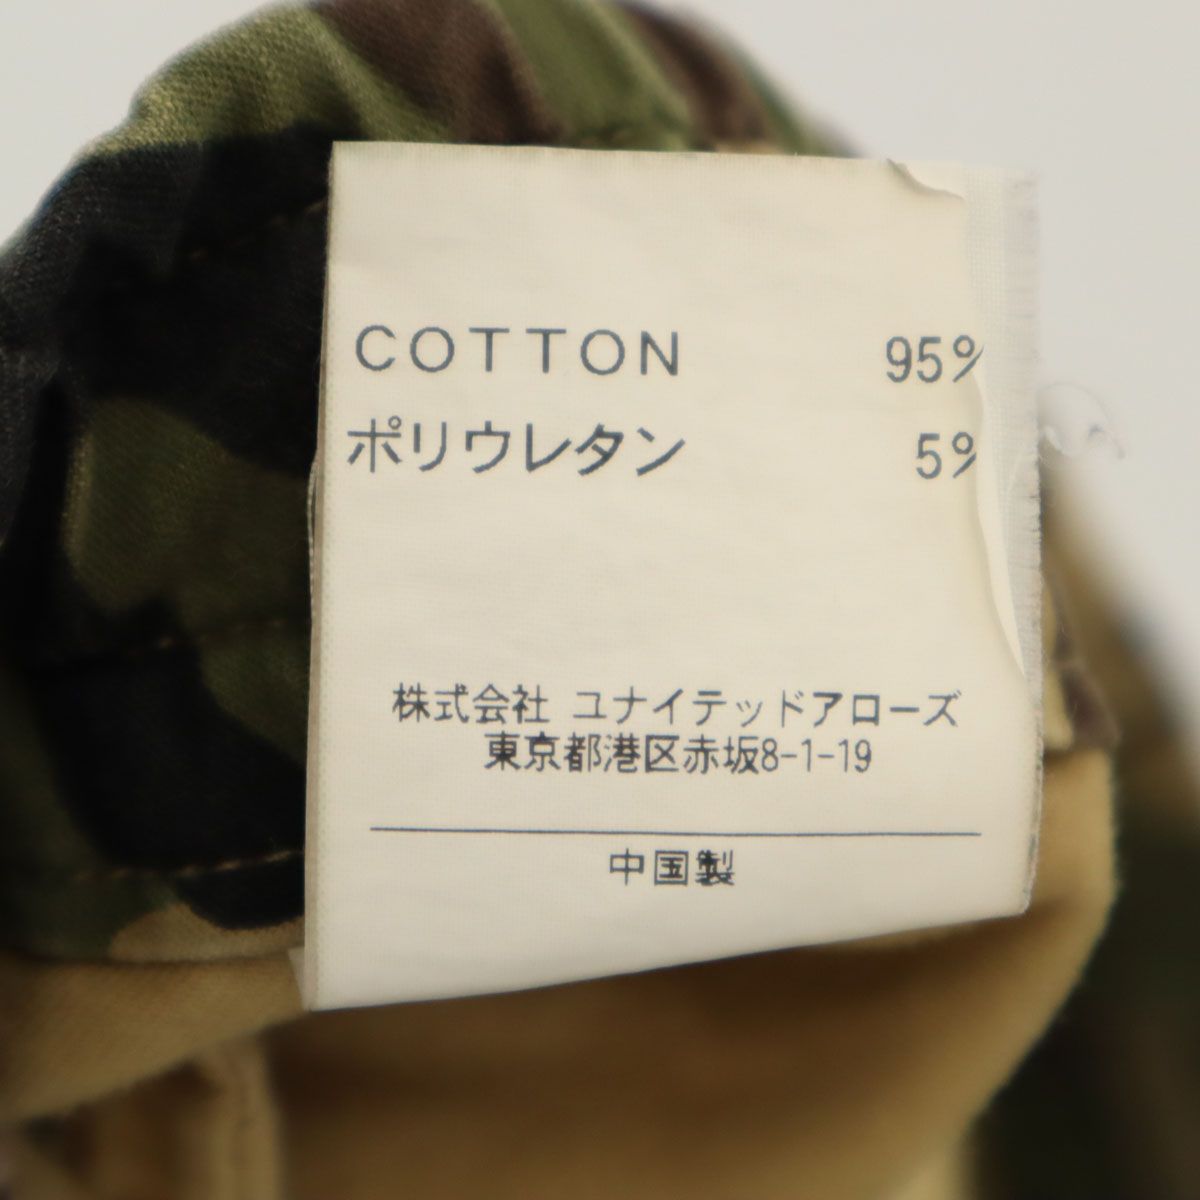 COTTON 95%
ポリウレタン 5%
株式会社 ユナイテッドアローズ
東京都港区赤坂8-1-19
中国製